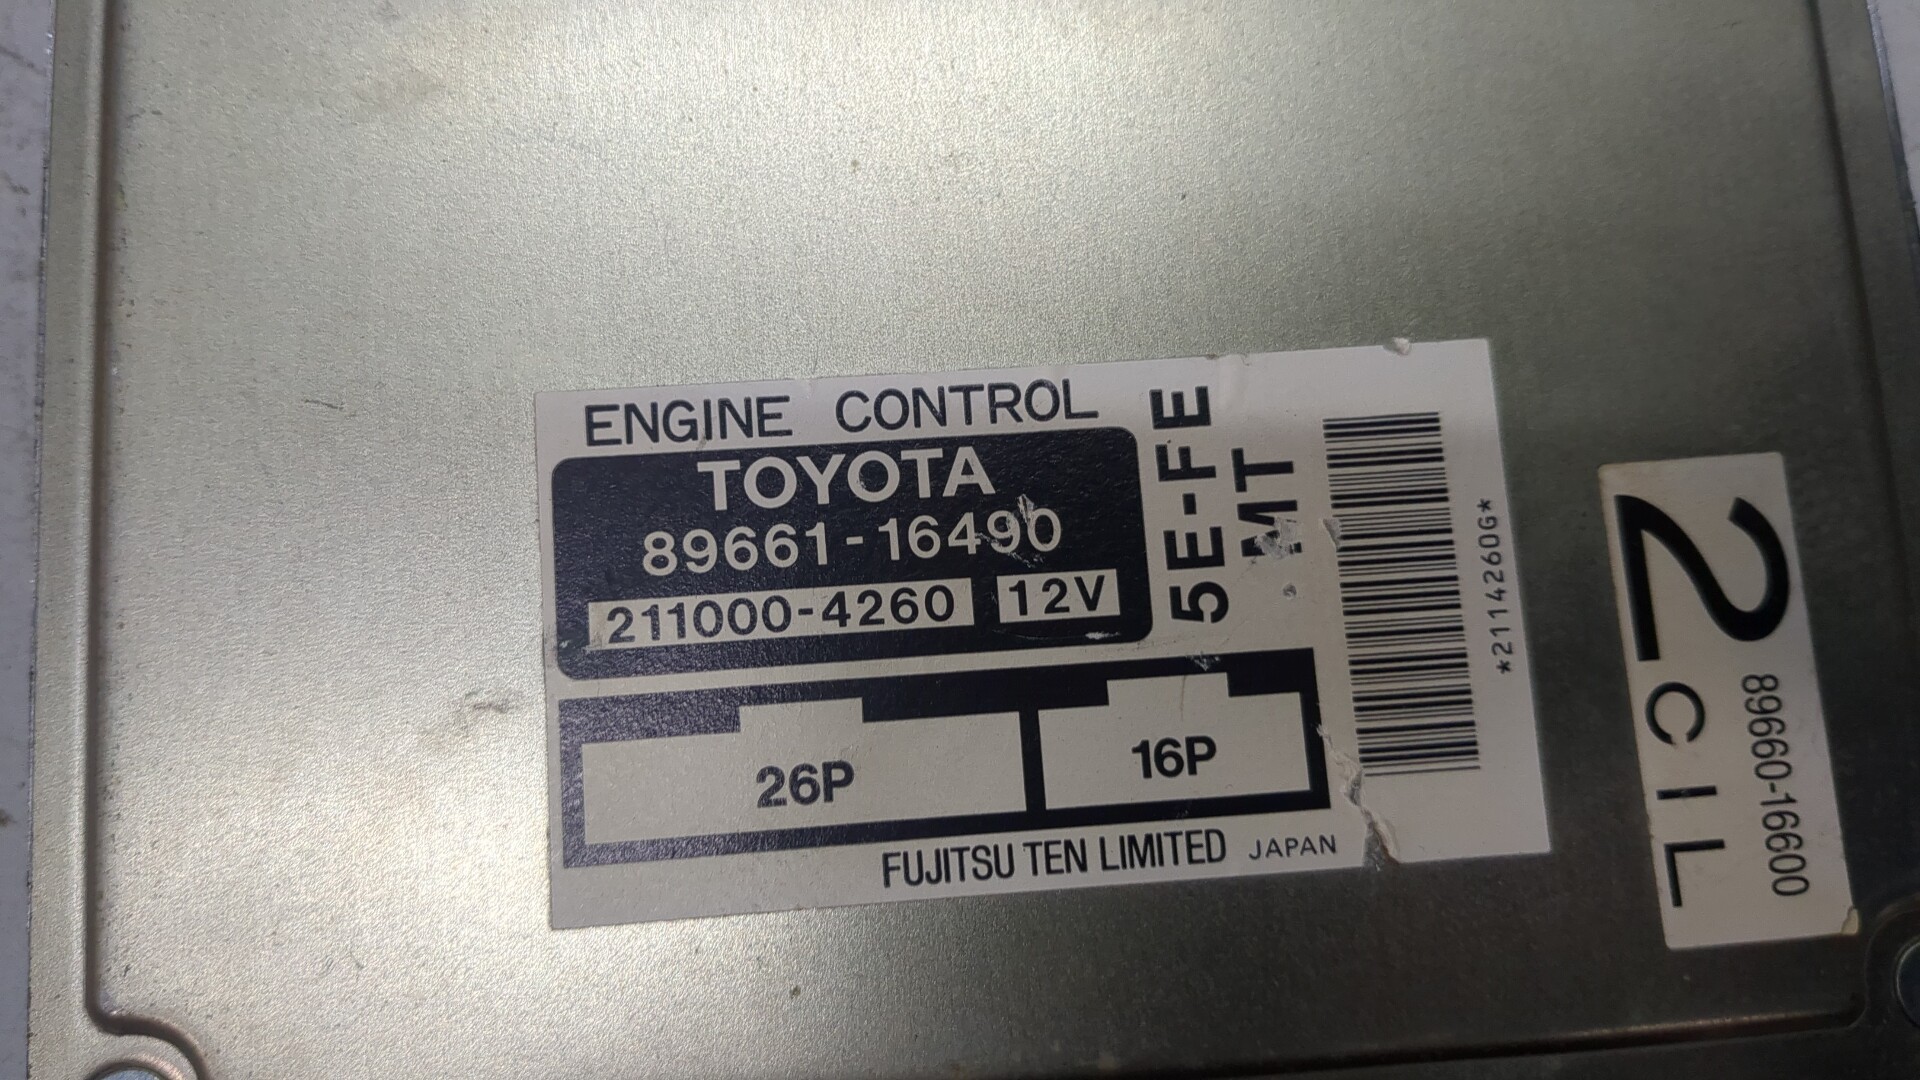 ENGINE CONTROL
TOYOTA
89661-16490
211000-4260 12V
5E-FE
MT
26P 16P
FUJITSU TEN LIMITED JAPAN
*2114260G*
2CIL
89660-16600